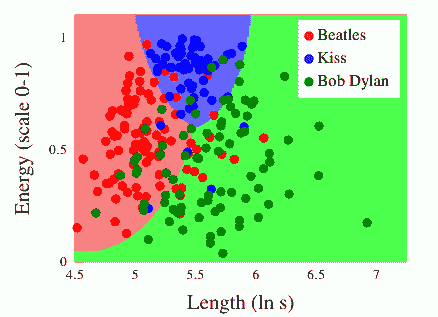 1
Beatles
Kiss
Bob Dylan
Energy (scale 0-1)
0.5
0
4.5 5 5.5 6 6.5 7
Length (ln s)